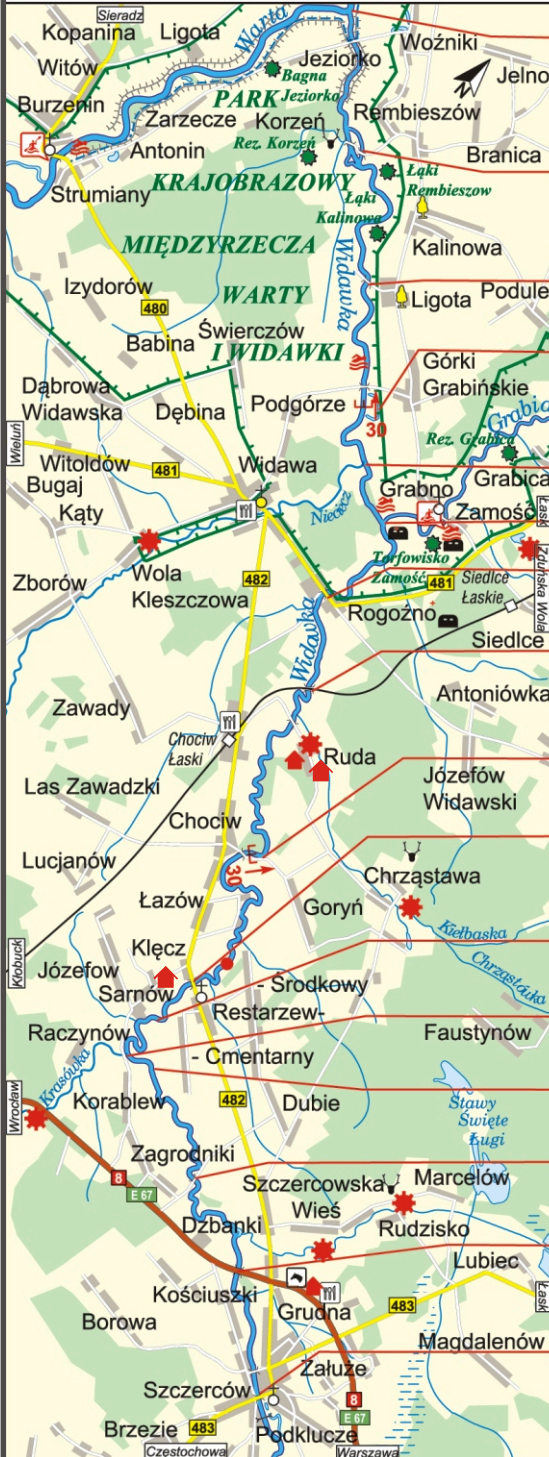 Sieradz
Kopanina
Ligota
Warta
Woźniki
Witów
Jeziorko
Jelno
Bagna
Jeziorko
Burzenin
PARK
Zarzecze
Korzeń
Rembieszów
Rez. Korzeń
Antonin
Branica
Łąki
Rembieszow
Strumiany
KRAJOBRAZOWY
Łąki
Kalinowa
MIĘDZYRZECZA
Widawka
Kalinowa
Izydorów
WARTY
Ligota
Podule
480
Babina
Świerczów
I WIDAWKI
Górki
Grabińskie
Dąbrowa
Widawska
Dębina
Podgórze
30
Grabia
Rez. Grabica
Wieluń
Witoldów
481
Widawa
Grabica
Bugaj
Grabno
Łask
Kąty
Nieciecz
Zamość
Torfowisko
Zamość
Zduńska Wola
Zborów
Wola
Kleszczowa
482
481
Siedlce
Łaskie
Rogoźno
Widawka
Siedlce
Zawady
Antoniówka
Chociw
Łaski
Ruda
Las Zawadzki
Józefów
Widawski
Chociw
Lucjanów
30
Chrząstawa
Łazów
Goryń
Kiełbaska
Kłobuck
Klęcz
Chrząstówka
Józefow
Sarnów
- Środkowy
Restarzew-
Raczynów
Faustynów
- Cmentarny
Krasówka
Wrocław
Korablew
482
Dubie
Stawy
Święte
Ługi
Zagrodniki
8
E 67
Szczercowska
Wieś
Marcelów
Dzbanki
Rudzisko
Lubiec
Kościuszki
Łask
Grudna
483
Borowa
Magdalenów
Załuże
Szczerców
8
E 67
Brzezie
483
Podklucze
Częstochowa
Warszawa